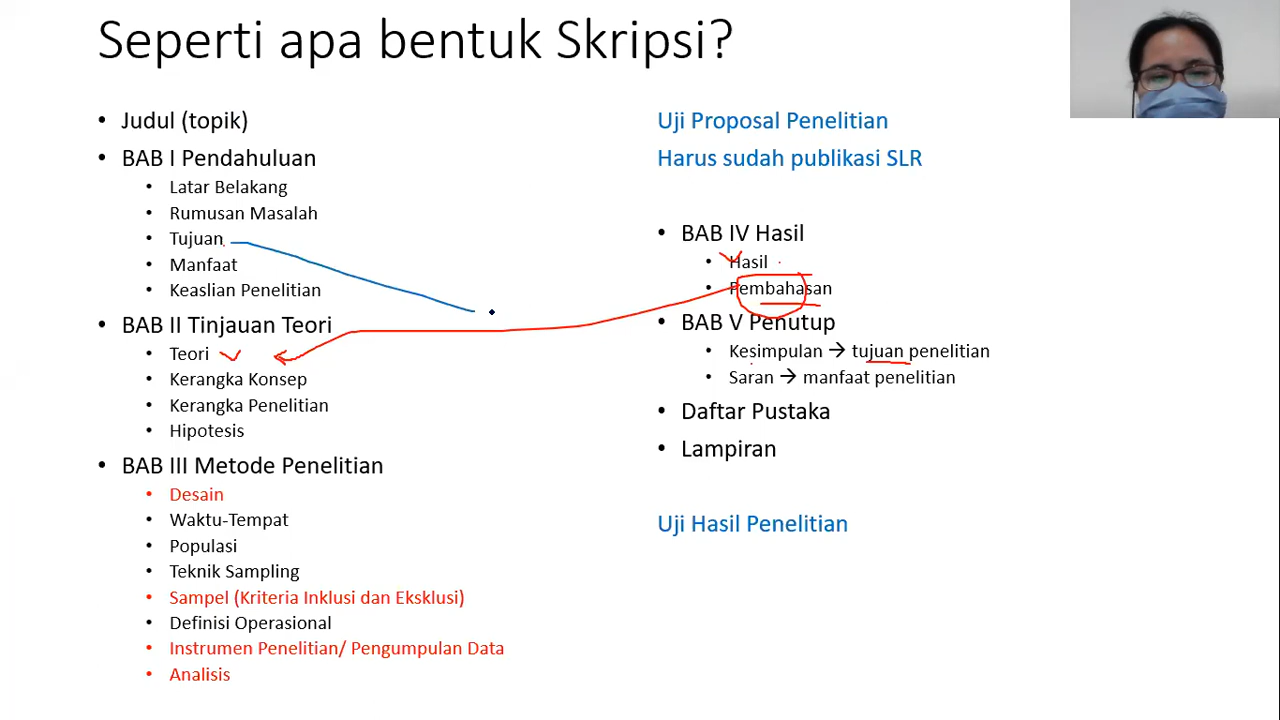 Seperti apa bentuk Skripsi?
• Judul (topik)
• BAB I Pendahuluan
• Latar Belakang
• Rumusan Masalah
• Tujuan
• Manfaat
• Keaslian Penelitian
• BAB II Tinjauan Teori
• Teori
• Kerangka Konsep
• Kerangka Penelitian
• Hipotesis
• BAB III Metode Penelitian
• Desain
• Waktu-Tempat
• Populasi
• Teknik Sampling
• Sampel (Kriteria Inklusi dan Eksklusi)
• Definisi Operasional
• Instrumen Penelitian/ Pengumpulan Data
• Analisis
Uji Proposal Penelitian
Harus sudah publikasi SLR
• BAB IV Hasil
• Hasil
• Pembahasan
• BAB V Penutup
• Kesimpulan → tujuan penelitian
• Saran → manfaat penelitian
• Daftar Pustaka
• Lampiran
Uji Hasil Penelitian